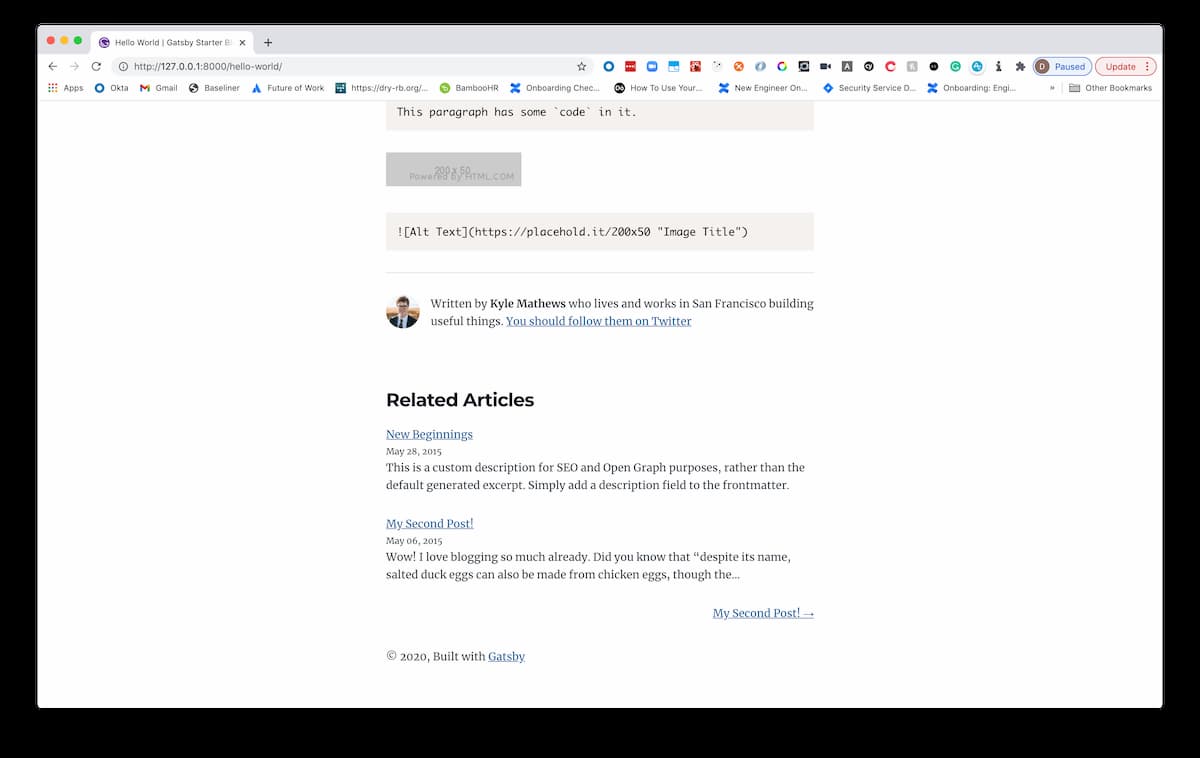 Hello World | Gatsby Starter Bl
http://127.0.0.1:8000/hello-world/
D Paused Update
Apps Okta Gmail Baseliner Future of Work https://dry-rb.org/... BambooHR Onboarding Chec... How To Use Your... New Engineer On... Security Service D... Onboarding: Engi... » Other Bookmarks
This paragraph has some `code` in it.
200 x 50
Powered by HTML.COM
![Alt Text](https://placehold.it/200x50 "Image Title")
Written by Kyle Mathews who lives and works in San Francisco building
useful things. You should follow them on Twitter
Related Articles
New Beginnings
May 28, 2015
This is a custom description for SEO and Open Graph purposes, rather than the
default generated excerpt. Simply add a description field to the frontmatter.
My Second Post!
May 06, 2015
Wow! I love blogging so much already. Did you know that “despite its name,
salted duck eggs can also be made from chicken eggs, though the…
My Second Post! →
© 2020, Built with Gatsby